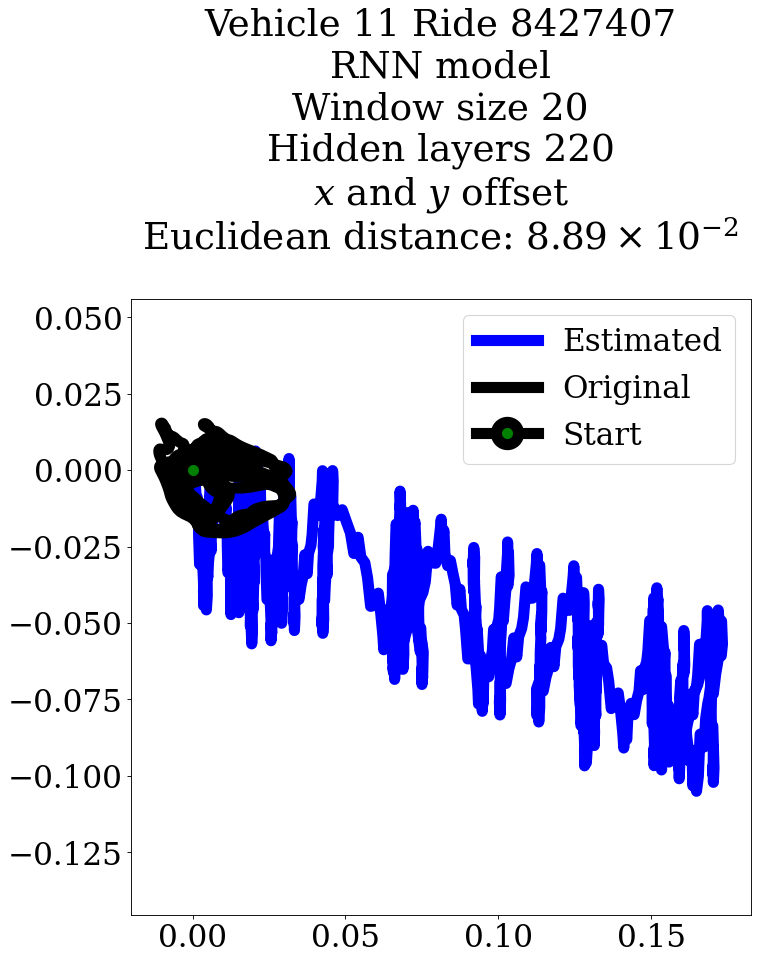 Vehicle 11 Ride 8427407
RNN model
Window size 20
Hidden layers 220
x and y offset
Euclidean distance: 8.89 × 10⁻²
0.050
0.025
0.000
−0.025
−0.050
−0.075
−0.100
−0.125
Estimated
Original
Start
0.00 0.05 0.10 0.15